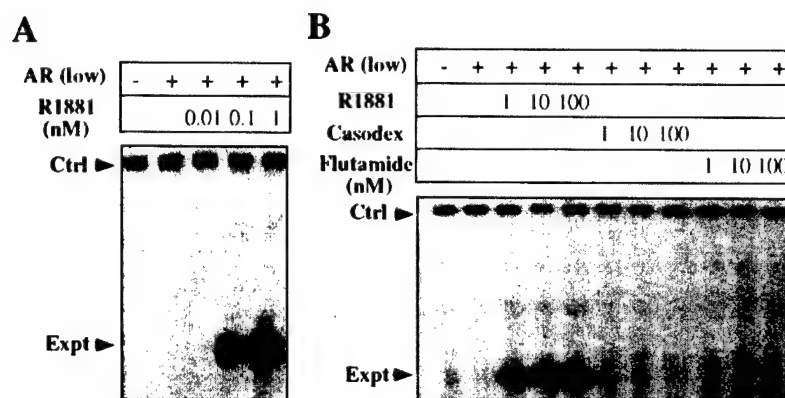 A
AR (low) - + + + +
R1881 (nM) 0.01 0.1 1
Ctrl
Expt
B
AR (low) - + + + + + + + + + +
R1881 1 10 100
Casodex 1 10 100
Flutamide (nM) 1 10 100
Ctrl
Expt